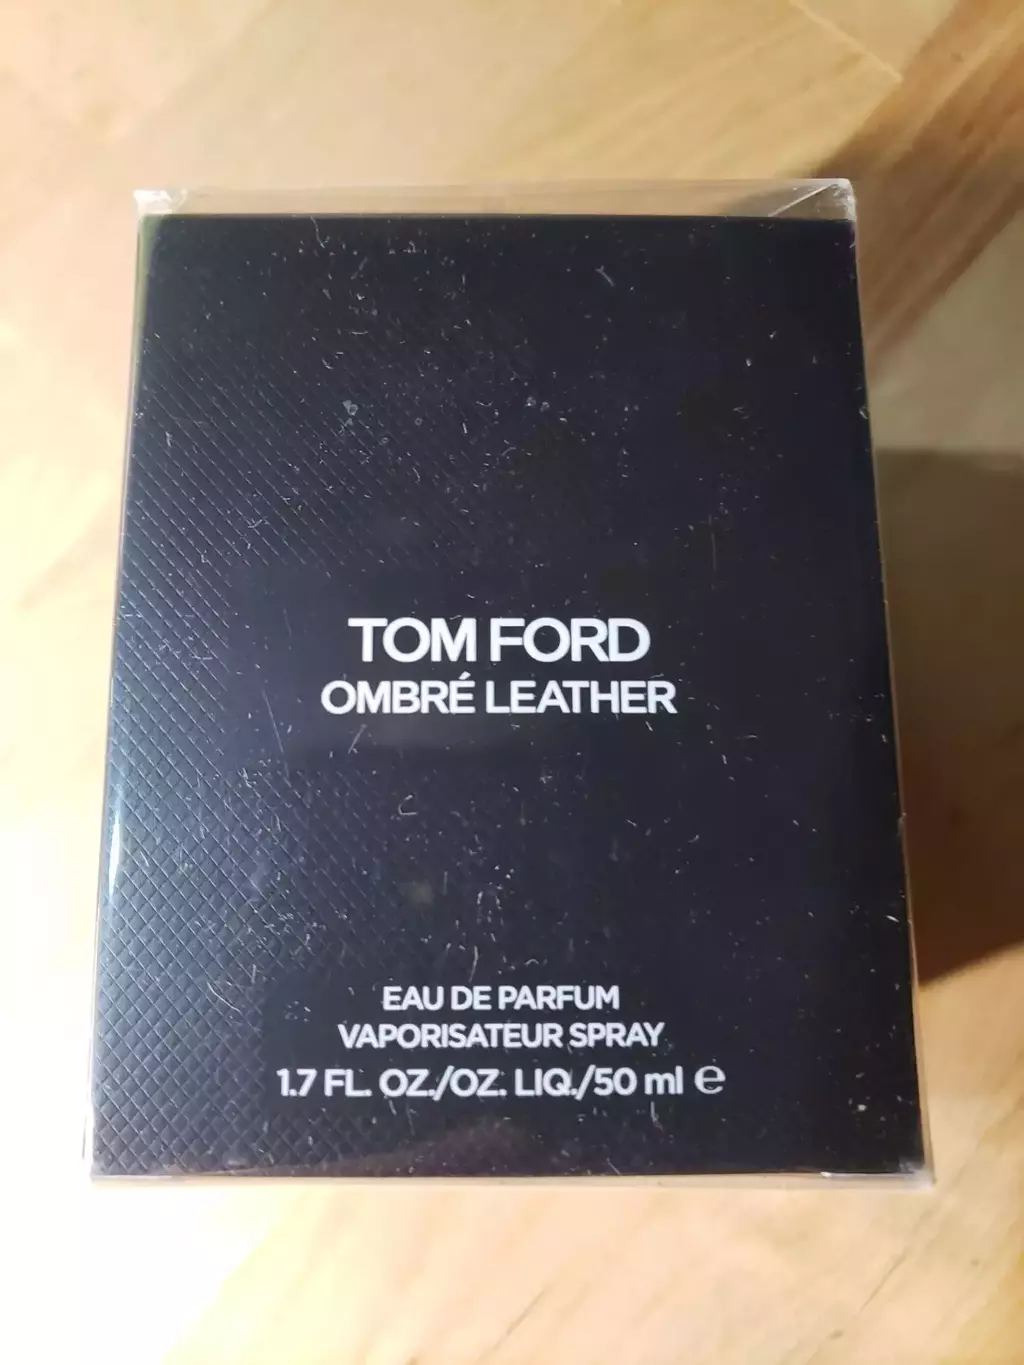 TOM FORD
OMBRÉ LEATHER
EAU DE PARFUM
VAPORISATEUR SPRAY
1.7 FL. OZ./OZ. LIQ./50 ml ℮